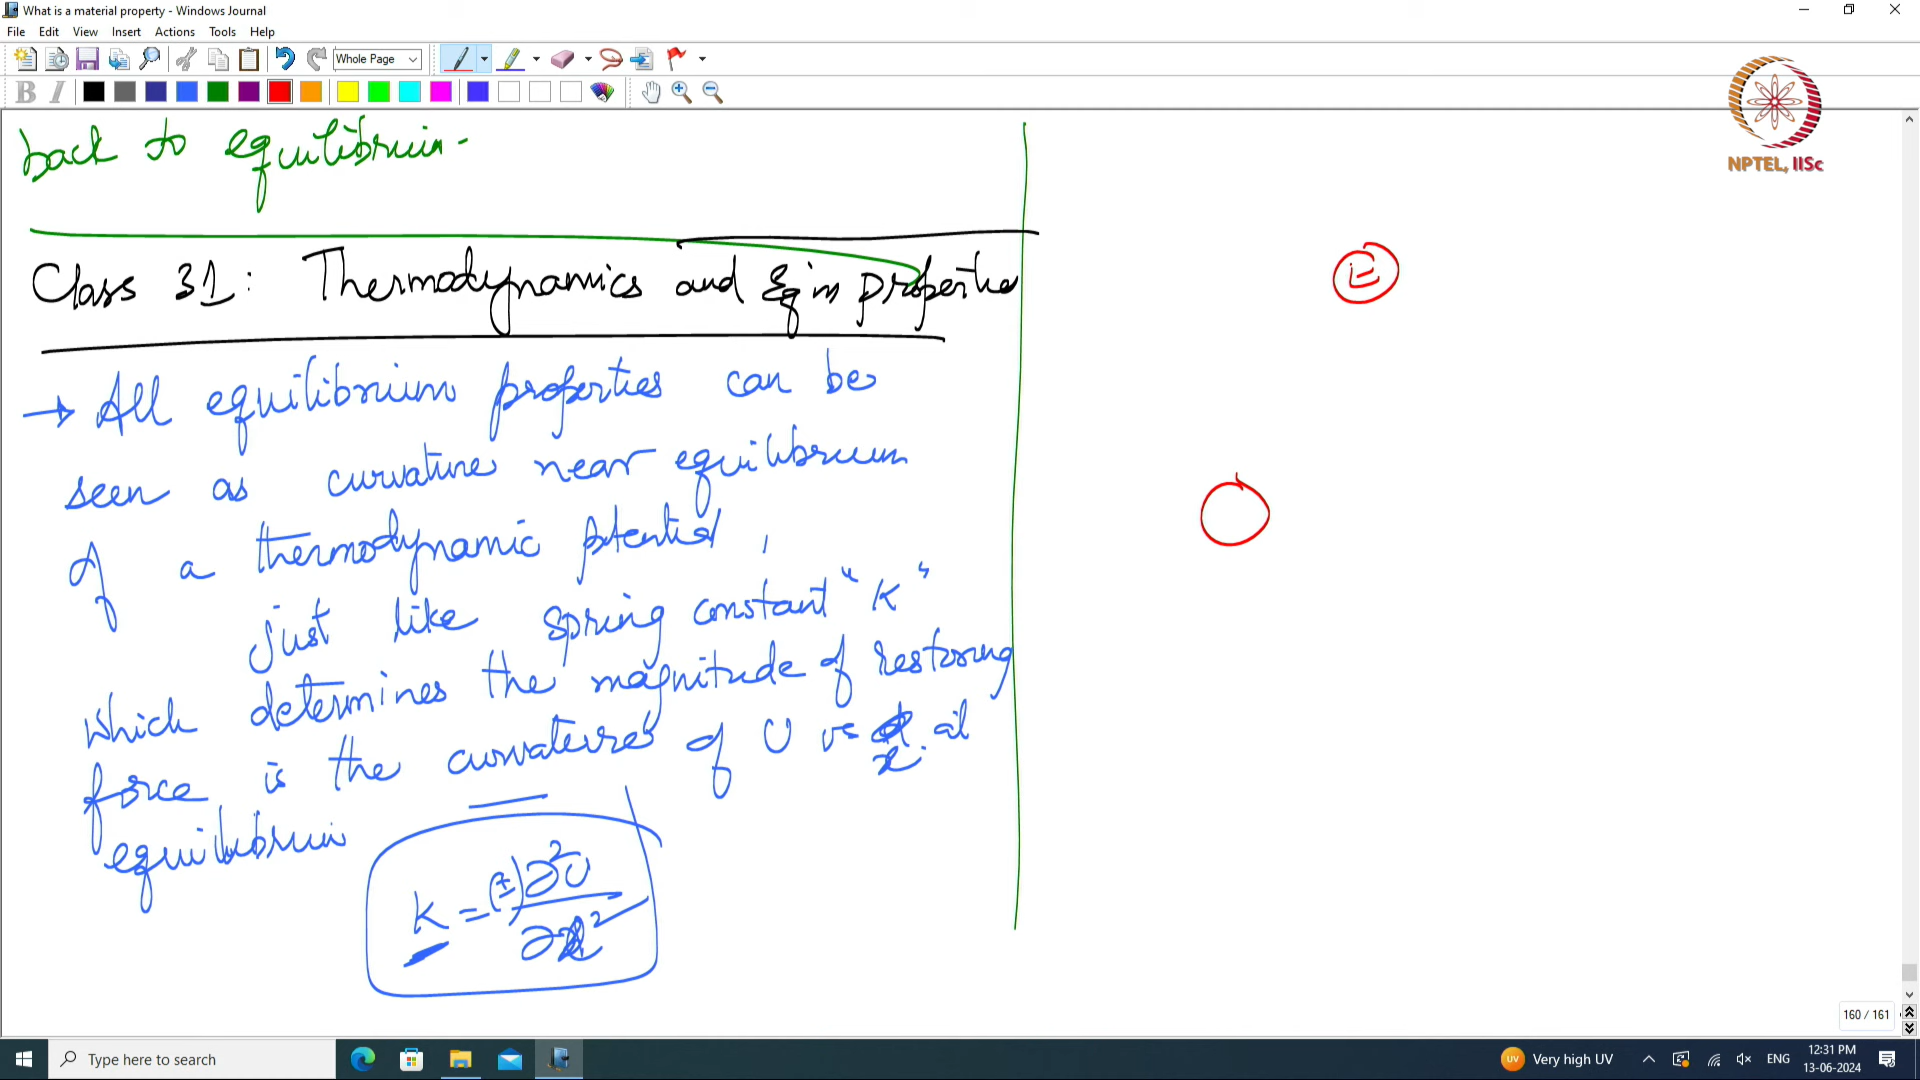 What is a material property - Windows Journal
File Edit View Insert Actions Tools Help
Whole Page
B I
NPTEL, IISc
back to equilibrium-
Class 31: Thermodynamics and Eqm properties
→ All equilibrium properties can be
seen as curvature near equilibrium
of a thermodynamic potential,
just like spring constant "K"
which determines the magnitude of restoring
force is the curvature of U vs x at
equilibrium
K = (±) ∂²U
∂x²
E
160 / 161
Type here to search
UV Very high UV
ENG
12:31 PM
13-06-2024